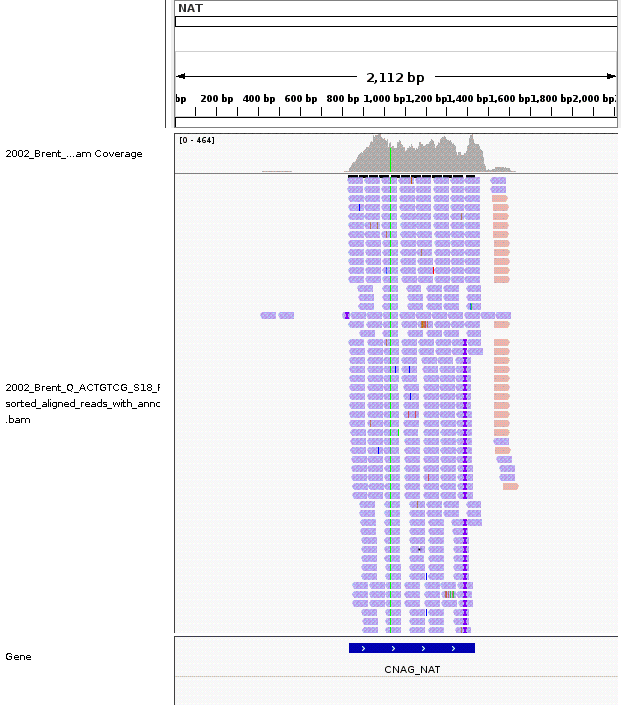 NAT
2,112 bp
bp 200 bp 400 bp 600 bp 800 bp 1,000 bp 1,200 bp 1,400 bp 1,600 bp 1,800 bp 2,000 bp
[0 - 464]
2002_Brent_...am Coverage
2002_Brent_Q_ACTGTCG_S18_
sorted_aligned_reads_with_annc
.bam
Gene
CNAG_NAT